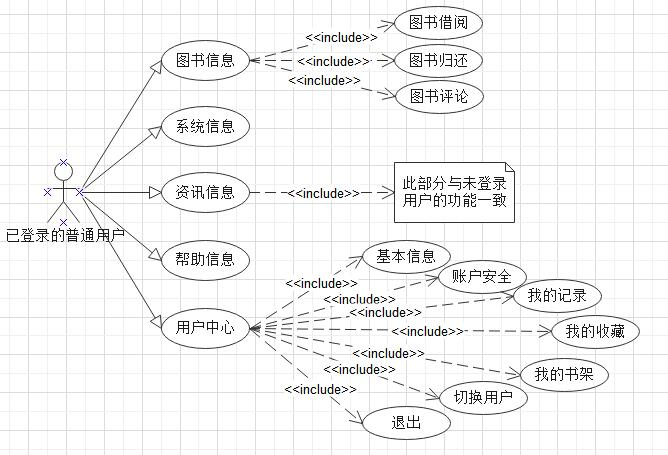 <<include>>
图书借阅
图书信息
<<include>>
图书归还
<<include>>
图书评论
系统信息
资讯信息
<<include>>
此部分与未登录
用户的功能一致
已登录的普通用户
帮助信息
基本信息
<<include>>
账户安全
<<include>>
我的记录
<<include>>
用户中心
<<include>>
我的收藏
<<include>>
我的书架
<<include>>
切换用户
<<include>>
退出